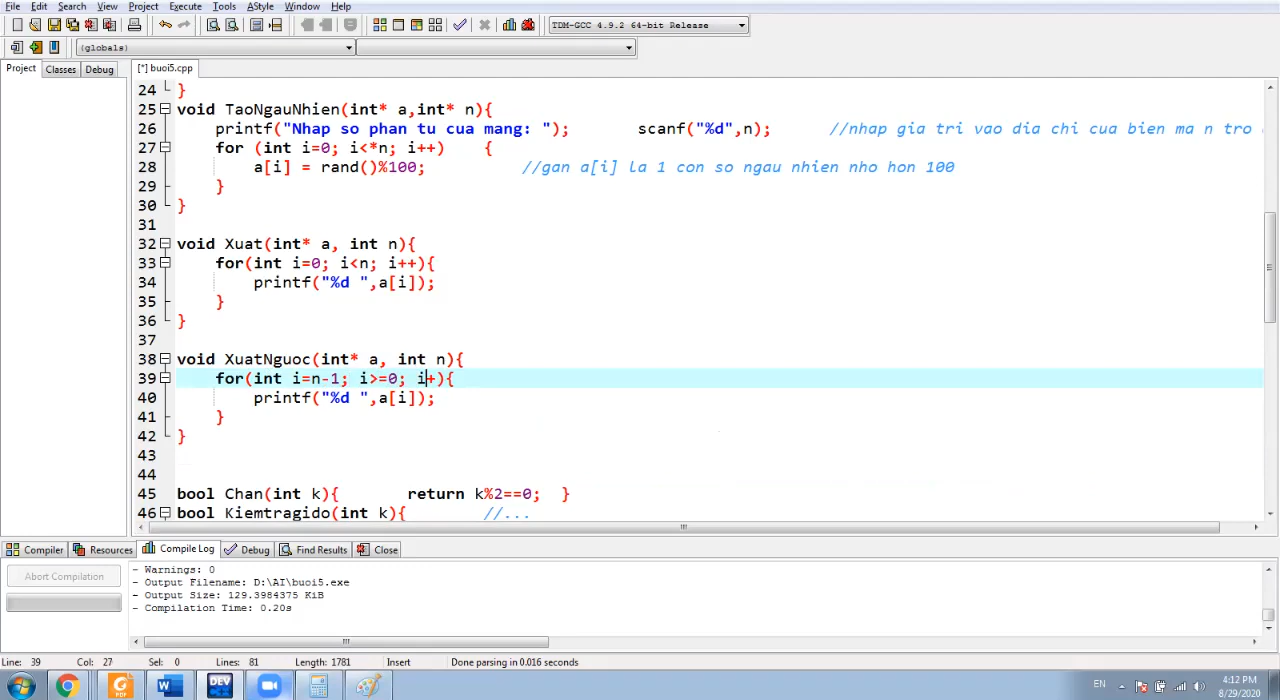 File Edit Search View Project Execute Tools AStyle Window Help
TDM-GCC 4.9.2 64-bit Release
(globals)
Project Classes Debug [*] buoi5.cpp
24 }
25 void TaoNgauNhien(int* a,int* n){
26 printf("Nhap so phan tu cua mang: "); scanf("%d",n); //nhap gia tri vao dia chi cua bien ma n tro
27 for (int i=0; i<*n; i++) {
28 a[i] = rand()%100; //gan a[i] la 1 con so ngau nhien nho hon 100
29 }
30 }
31
32 void Xuat(int* a, int n){
33 for(int i=0; i<n; i++){
34 printf("%d ",a[i]);
35 }
36 }
37
38 void XuatNguoc(int* a, int n){
39 for(int i=n-1; i>=0; i+){
40 printf("%d ",a[i]);
41 }
42 }
43
44
45 bool Chan(int k){ return k%2==0; }
46 bool Kiemtragido(int k){ //...
Compiler Resources Compile Log Debug Find Results Close
Abort Compilation
- Warnings: 0
- Output Filename: D:\AI\buoi5.exe
- Output Size: 129.3984375 KiB
- Compilation Time: 0.20s
Line: 39 Col: 27 Sel: 0 Lines: 81 Length: 1781 Insert Done parsing in 0.016 seconds
EN 4:12 PM
8/29/2020